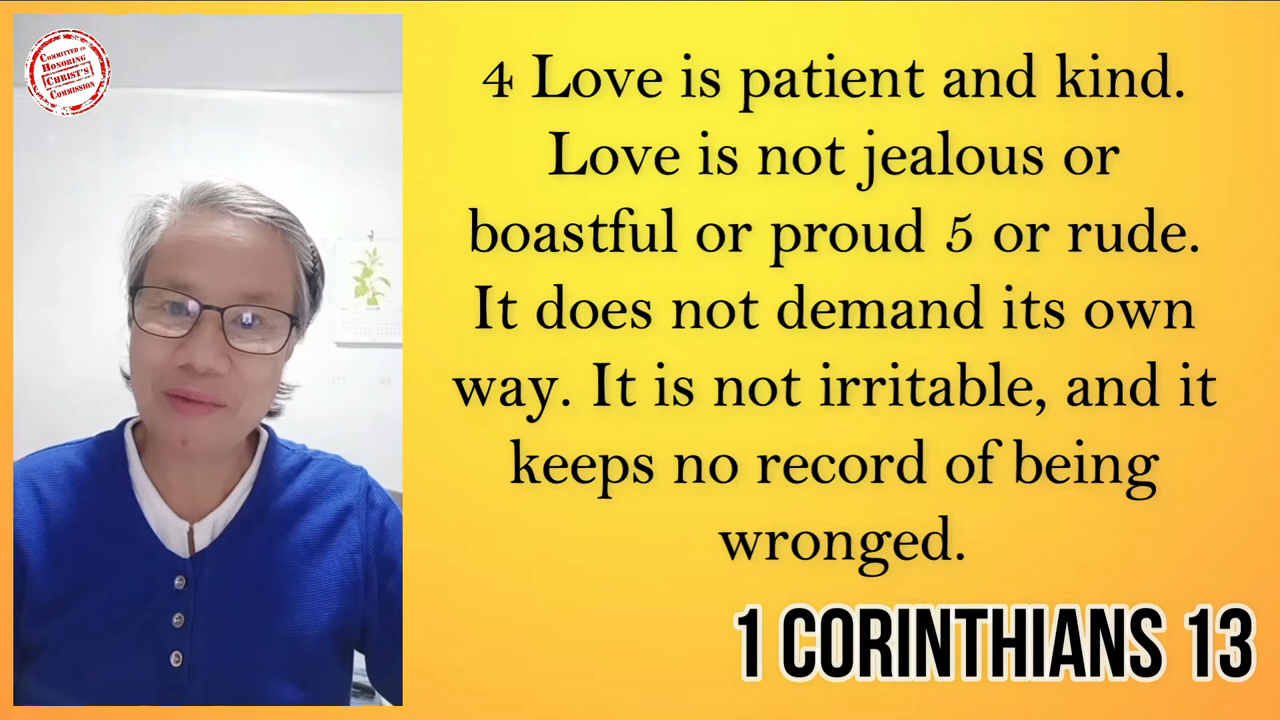 COMMITTED TO
HONORING
CHRIST'S
COMMISSION
4 Love is patient and kind.
Love is not jealous or
boastful or proud 5 or rude.
It does not demand its own
way. It is not irritable, and it
keeps no record of being
wronged.
1 CORINTHIANS 13